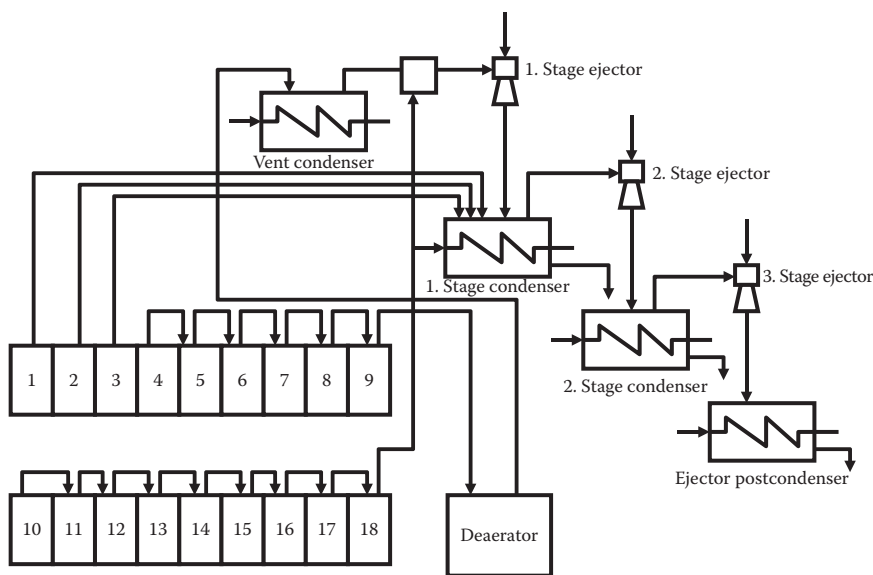 1. Stage ejector
Vent condenser
2. Stage ejector
1. Stage condenser
3. Stage ejector
1 2 3 4 5 6 7 8 9
2. Stage condenser
Ejector postcondenser
10 11 12 13 14 15 16 17 18
Deaerator